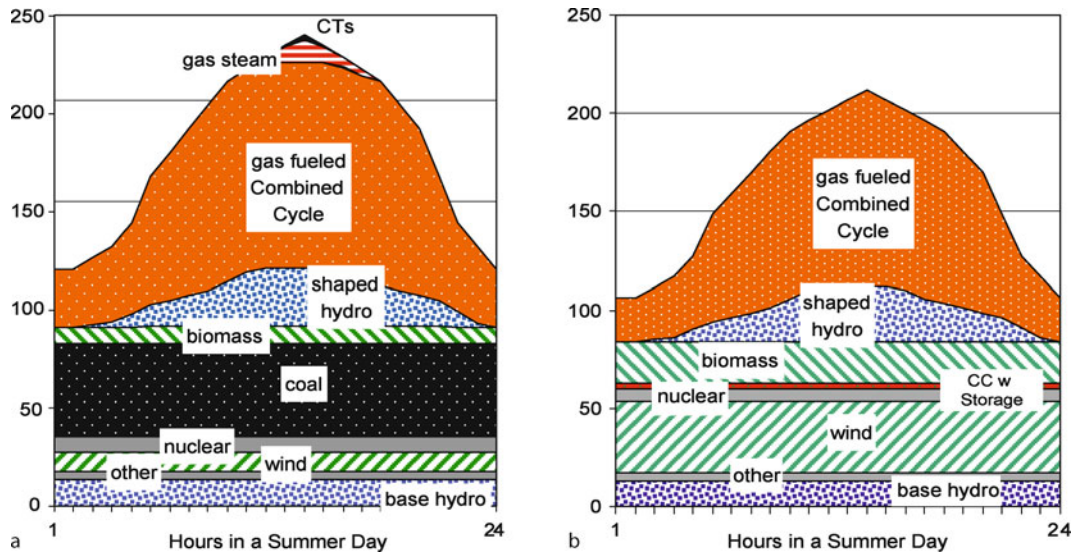 250
200
150
100
50
0
CTs
gas steam
gas fueled
Combined
Cycle
shaped
hydro
biomass
coal
nuclear
wind
other
base hydro
1
24
a
Hours in a Summer Day
250
200
150
100
50
0
gas fueled
Combined
Cycle
shaped
hydro
biomass
CC w
Storage
nuclear
wind
other
base hydro
1
24
b
Hours in a Summer Day